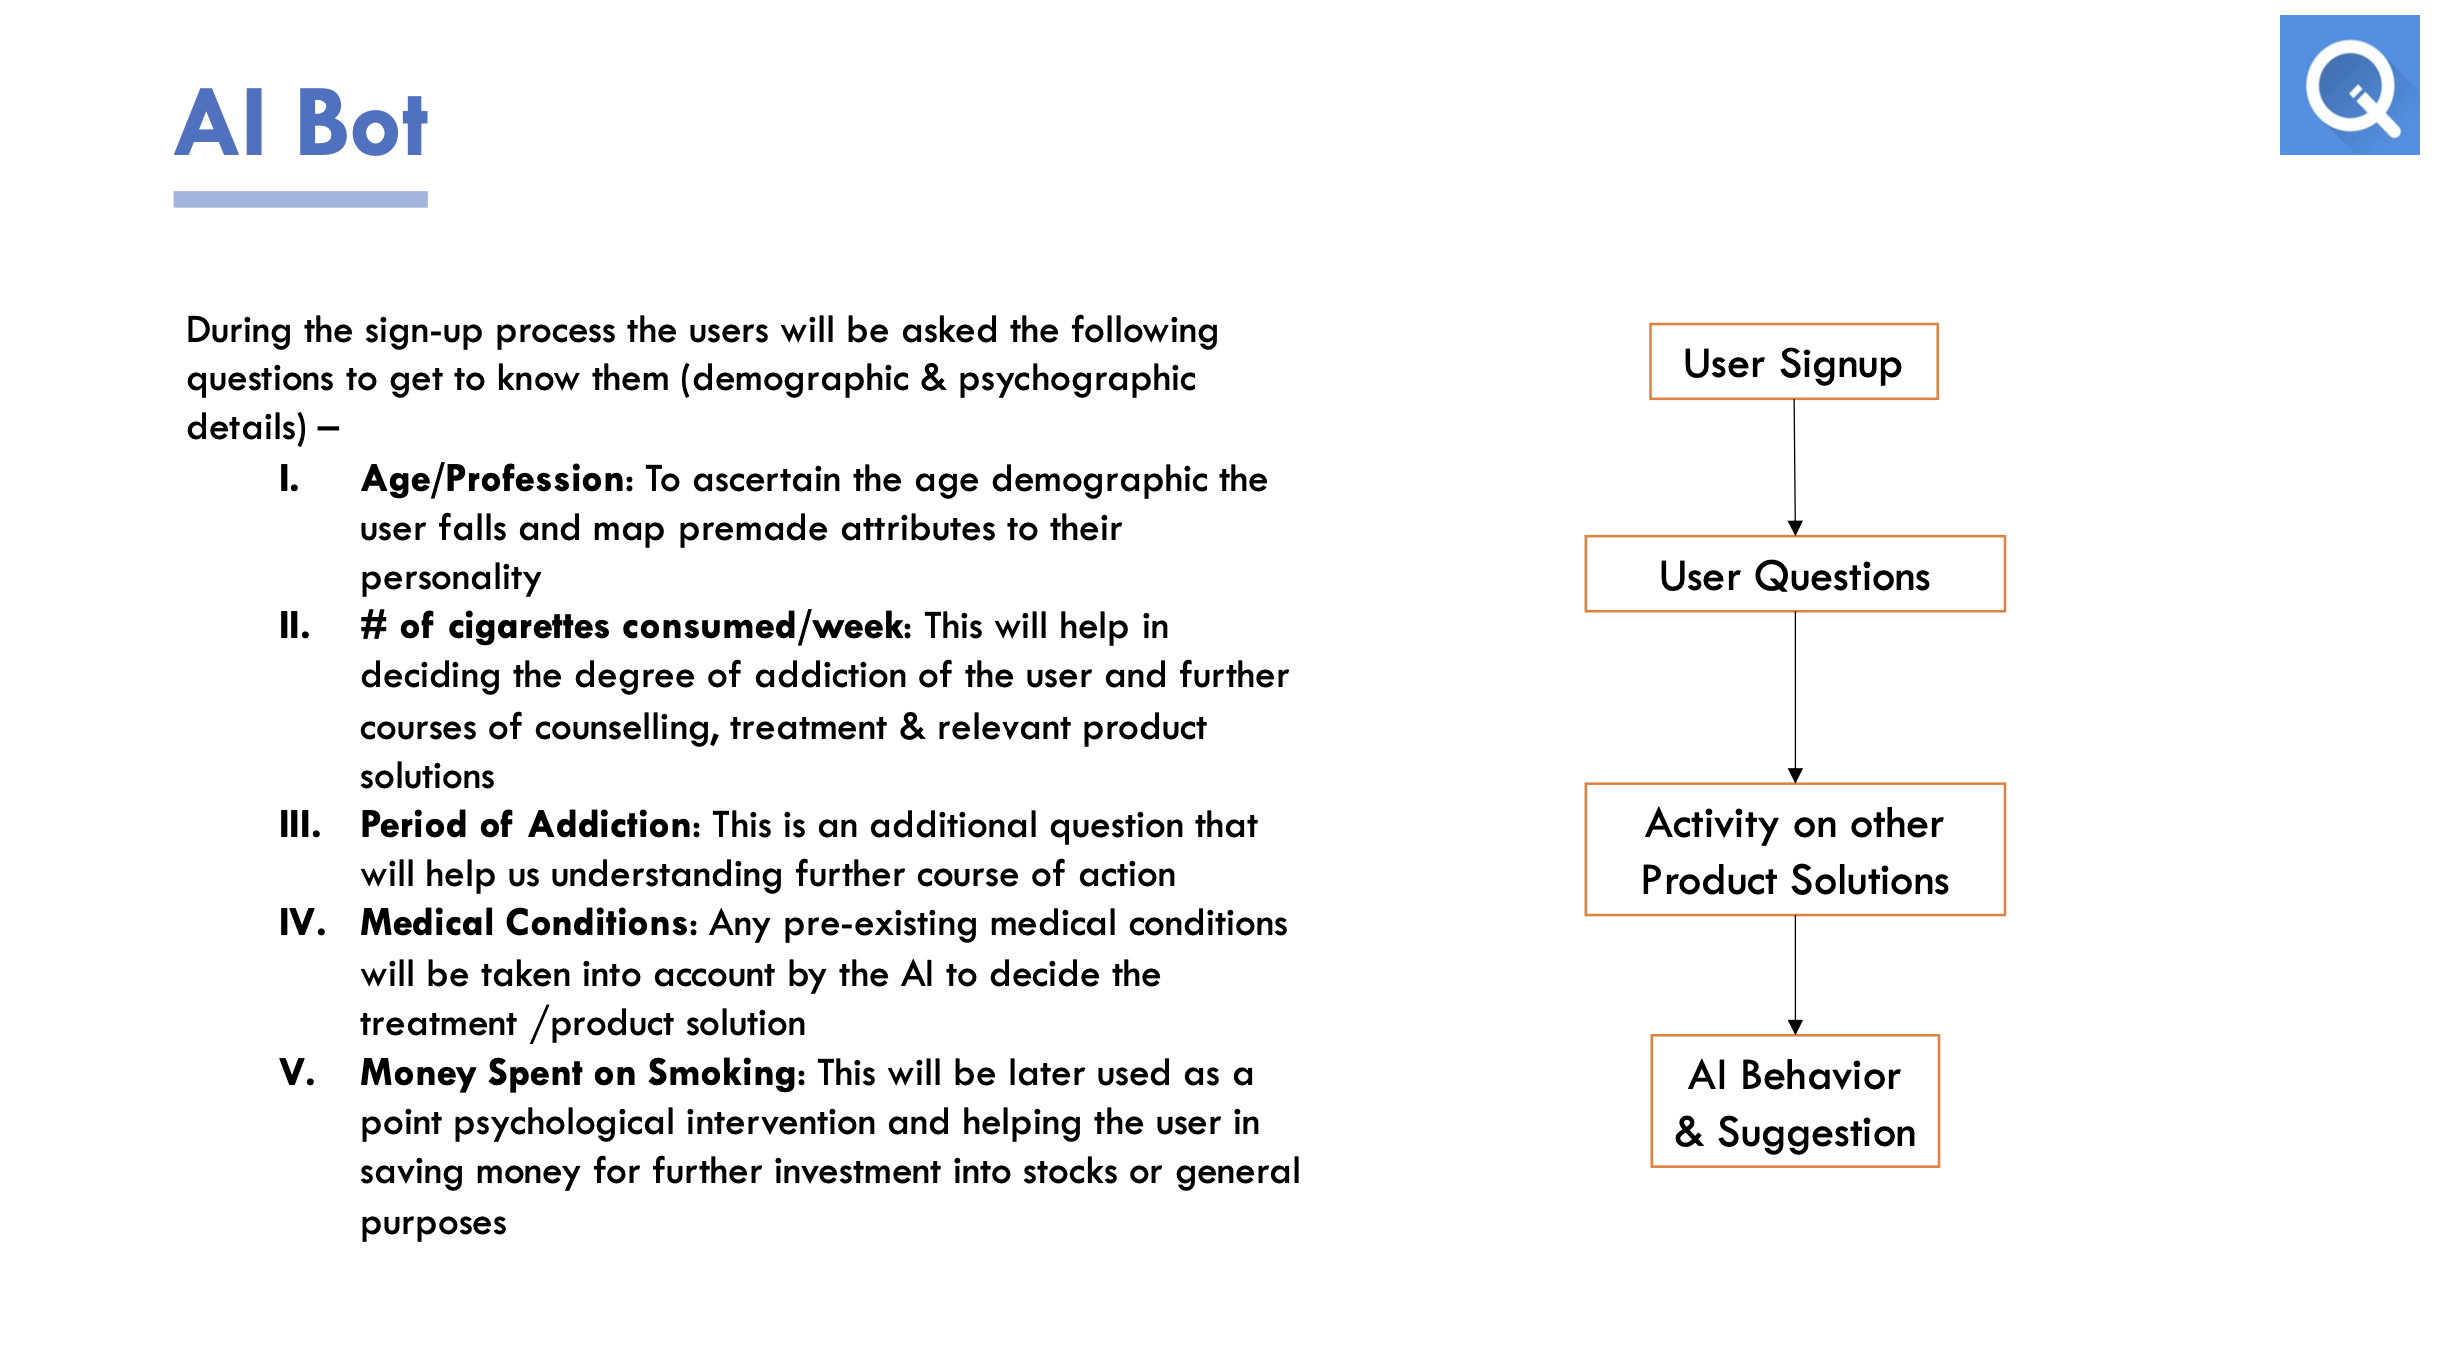 AI Bot
During the sign-up process the users will be asked the following
questions to get to know them (demographic & psychographic
details) –
I. Age/Profession: To ascertain the age demographic the
user falls and map premade attributes to their
personality
II. # of cigarettes consumed/week: This will help in
deciding the degree of addiction of the user and further
courses of counselling, treatment & relevant product
solutions
III. Period of Addiction: This is an additional question that
will help us understanding further course of action
IV. Medical Conditions: Any pre-existing medical conditions
will be taken into account by the AI to decide the
treatment /product solution
V. Money Spent on Smoking: This will be later used as a
point psychological intervention and helping the user in
saving money for further investment into stocks or general
purposes
User Signup
User Questions
Activity on other
Product Solutions
AI Behavior
& Suggestion